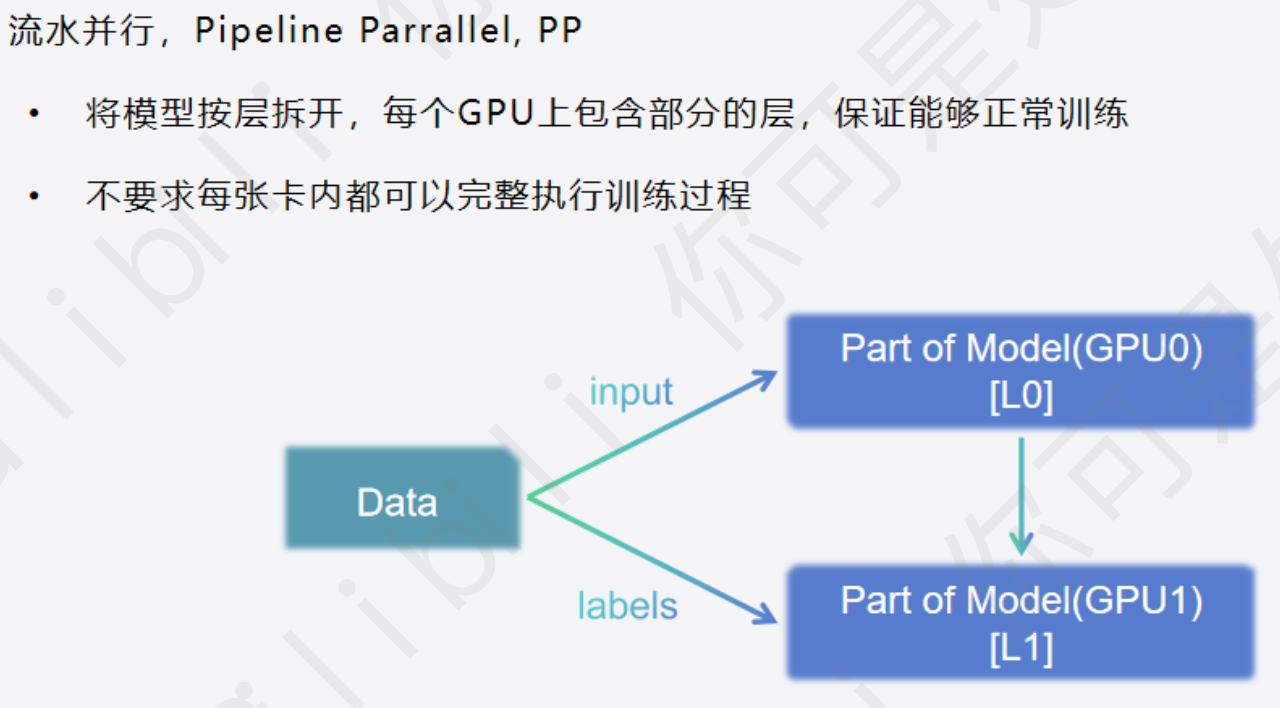 流水并行，Pipeline Parrallel, PP
• 将模型按层拆开，每个GPU上包含部分的层，保证能够正常训练
• 不要求每张卡内都可以完整执行训练过程
Part of Model(GPU0)
[L0]
input
Data
labels
Part of Model(GPU1)
[L1]